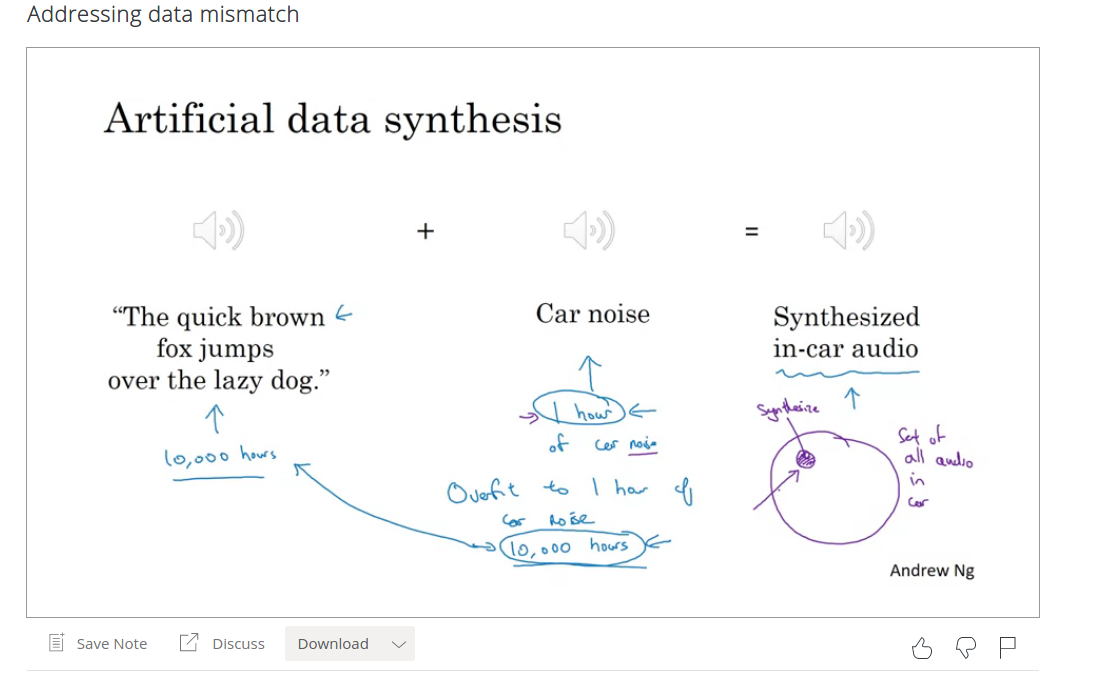 Addressing data mismatch
Artificial data synthesis
+
=
“The quick brown
fox jumps
over the lazy dog.”
10,000 hours
Car noise
1 hour
of car noise
Overfit to 1 hour of
car noise
10,000 hours
Synthesized
in-car audio
Synthesize
Set of
all audio
in
car
Andrew Ng
Save Note
Discuss
Download